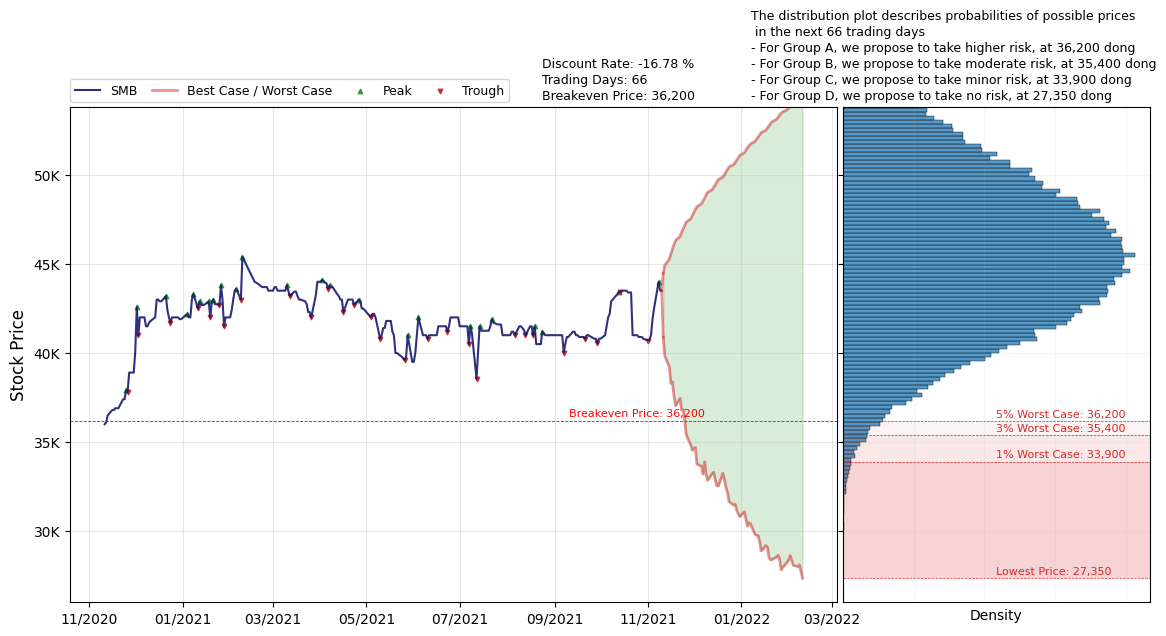 The distribution plot describes probabilities of possible prices
in the next 66 trading days
- For Group A, we propose to take higher risk, at 36,200 dong
- For Group B, we propose to take moderate risk, at 35,400 dong
- For Group C, we propose to take minor risk, at 33,900 dong
- For Group D, we propose to take no risk, at 27,350 dong
Discount Rate: -16.78 %
Trading Days: 66
Breakeven Price: 36,200
SMB
Best Case / Worst Case
Peak
Trough
Stock Price
50K
45K
40K
35K
30K
Breakeven Price: 36,200
5% Worst Case: 36,200
3% Worst Case: 35,400
1% Worst Case: 33,900
Lowest Price: 27,350
11/2020
01/2021
03/2021
05/2021
07/2021
09/2021
11/2021
01/2022
03/2022
Density